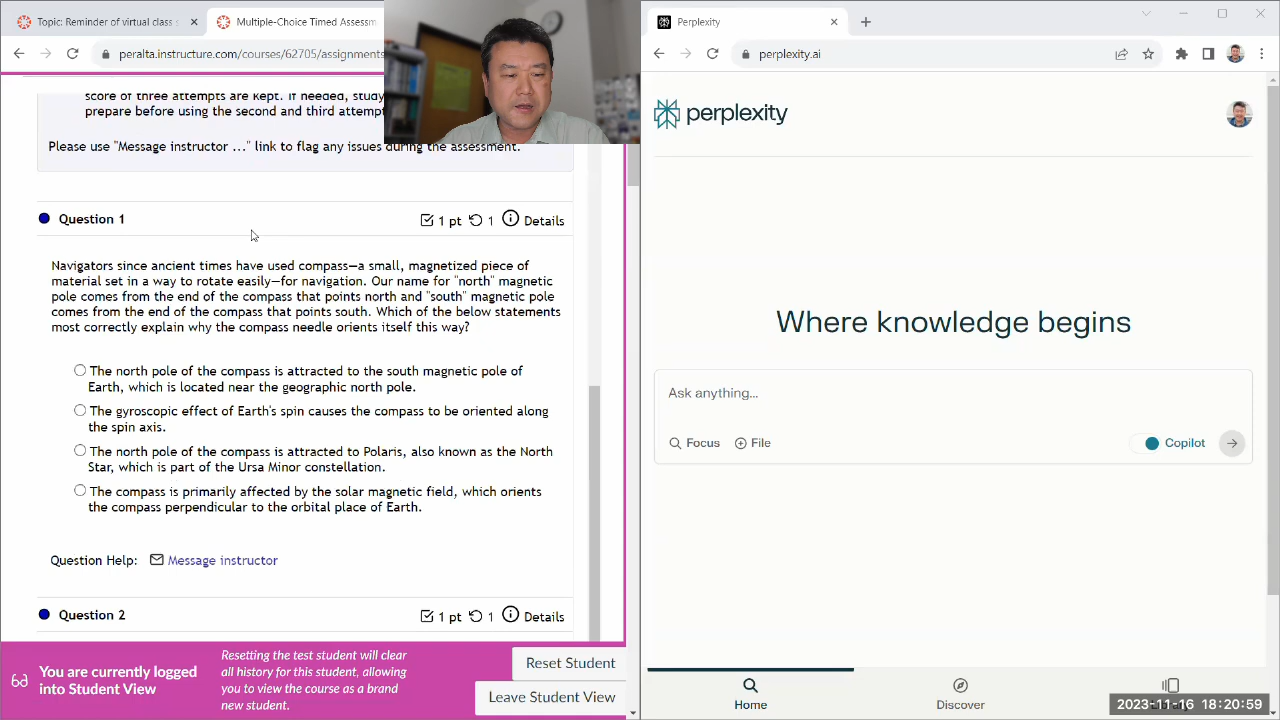 Topic: Reminder of virtual class s
Multiple-Choice Timed Assessm
peralta.instructure.com/courses/62705/assignments
score of three attempts are kept. If needed, study
prepare before using the second and third attempt
Please use "Message instructor ..." link to flag any issues during the assessment.
Question 1
1 pt
1
Details
Navigators since ancient times have used compass—a small, magnetized piece of
material set in a way to rotate easily—for navigation. Our name for "north" magnetic
pole comes from the end of the compass that points north and "south" magnetic pole
comes from the end of the compass that points south. Which of the below statements
most correctly explain why the compass needle orients itself this way?
The north pole of the compass is attracted to the south magnetic pole of
Earth, which is located near the geographic north pole.
The gyroscopic effect of Earth's spin causes the compass to be oriented along
the spin axis.
The north pole of the compass is attracted to Polaris, also known as the North
Star, which is part of the Ursa Minor constellation.
The compass is primarily affected by the solar magnetic field, which orients
the compass perpendicular to the orbital place of Earth.
Question Help:
Message instructor
Question 2
1 pt
1
Details
You are currently logged
into Student View
Resetting the test student will clear
all history for this student, allowing
you to view the course as a brand
new student.
Reset Student
Leave Student View
Perplexity
perplexity.ai
perplexity
Where knowledge begins
Ask anything...
Focus
File
Copilot
Home
Discover
2023-11-16 18:20:59